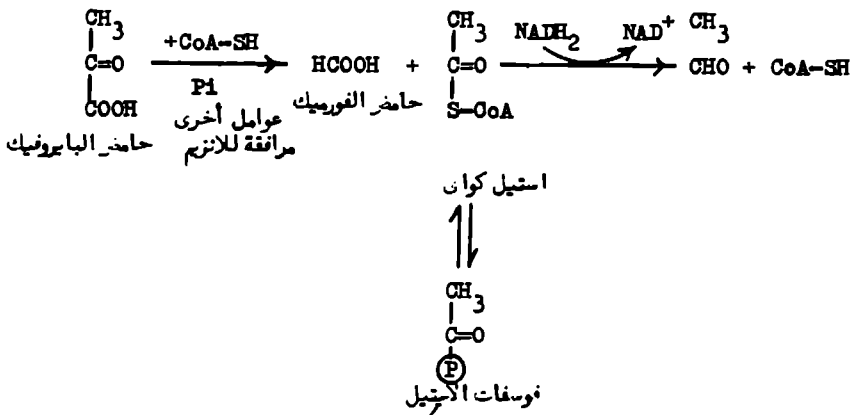 CH3
C=O
COOH
حامض البايروفيك
+CoA-SH
Pi
عوامل أخرى
مرافقة للانزيم
HCOOH +
حامض الفورميك
CH3
C=O
S-CoA
استيل كوان
NADH2 NAD+
CH3
CHO + CoA-SH
CH3
C=O
P
فوسفات الأستيل